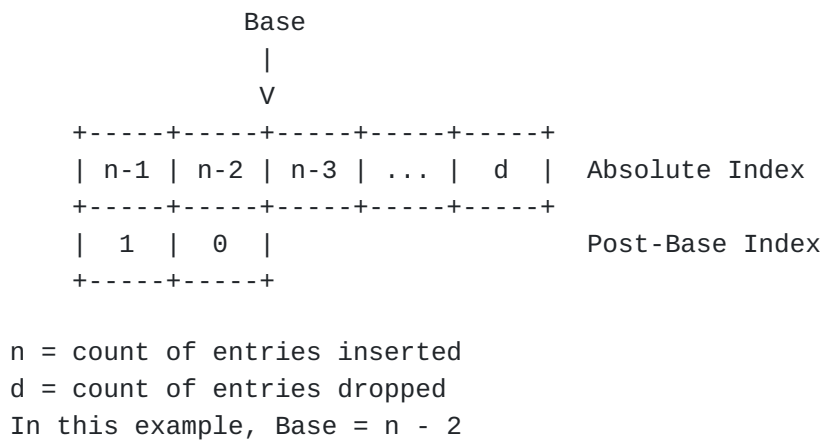 Base
                |
                V
    +-----+-----+-----+-----+-----+
    | n-1 | n-2 | n-3 | ... |  d  |  Absolute Index
    +-----+-----+-----+-----+-----+
    |  1  |  0  |                    Post-Base Index
    +-----+-----+

n = count of entries inserted
d = count of entries dropped
In this example, Base = n - 2